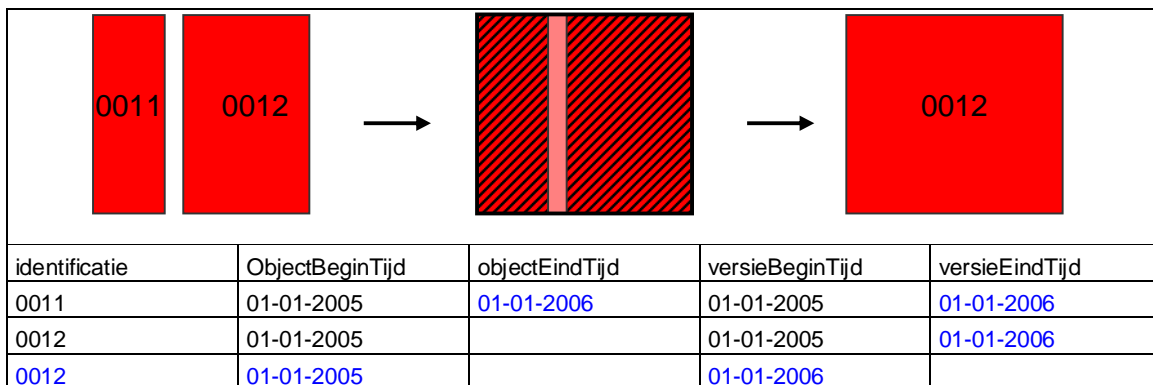 0011 0012 0012
identificatie ObjectBeginTijd objectEindTijd versieBeginTijd versieEindTijd
0011 01-01-2005 01-01-2006 01-01-2005 01-01-2006
0012 01-01-2005 01-01-2005 01-01-2006
0012 01-01-2005 01-01-2006